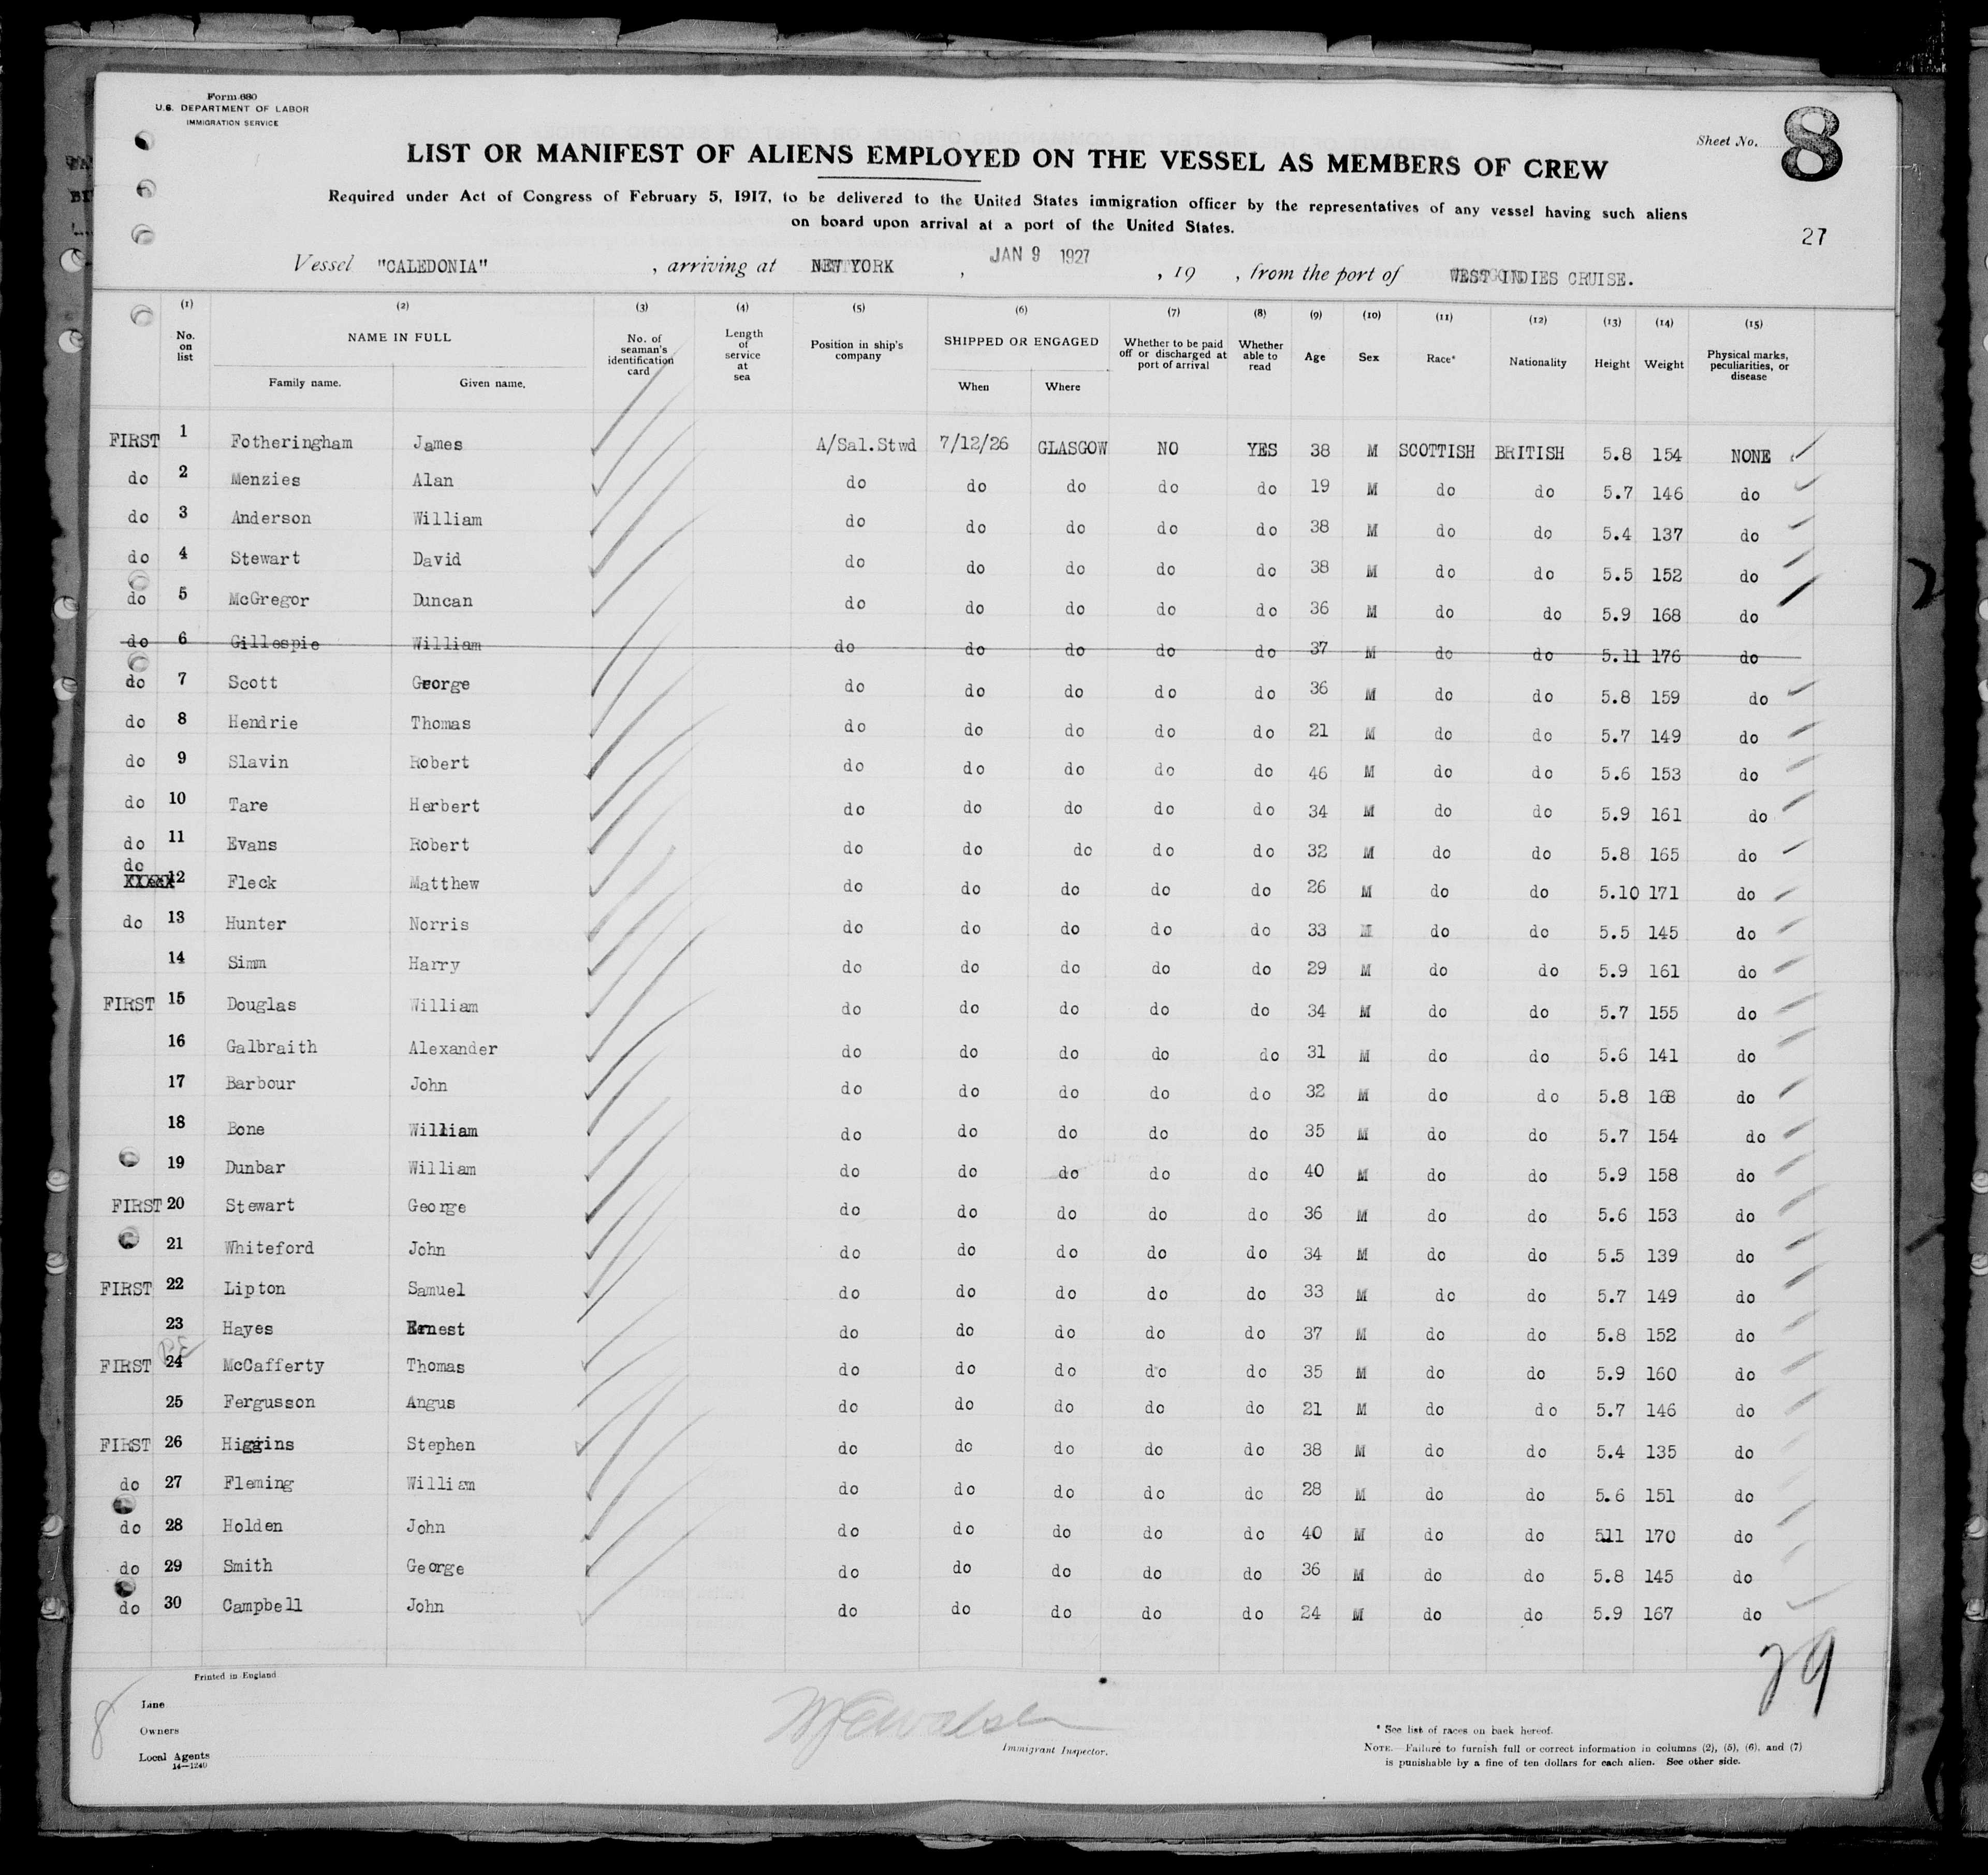 Form 680
U.S. DEPARTMENT OF LABOR
IMMIGRATION SERVICE
Sheet No. 8
LIST OR MANIFEST OF ALIENS EMPLOYED ON THE VESSEL AS MEMBERS OF CREW
Required under Act of Congress of February 5, 1917, to be delivered to the United States immigration officer by the representatives of any vessel having such aliens
on board upon arrival at a port of the United States.
27
Vessel "CALEDONIA", arriving at NEW YORK, JAN 9 1927, 19 , from the port of WEST INDIES CRUISE.
(1) (2) (3) (4) (5) (6) (7) (8) (9) (10) (11) (12) (13) (14) (15)
No. on list NAME IN FULL No. of seaman's identification card Length of service at sea Position in ship's company SHIPPED OR ENGAGED Whether to be paid off or discharged at port of arrival Whether able to read Age Sex Race* Nationality Height Weight Physical marks, peculiarities, or disease
Family name. Given name. When Where
FIRST 1 Fotheringham James A/Sal.Stwd 7/12/26 GLASGOW NO YES 38 M SCOTTISH BRITISH 5.8 154 NONE
do 2 Menzies Alan do do do do do 19 M do do 5.7 146 do
do 3 Anderson William do do do do do 38 M do do 5.4 137 do
do 4 Stewart David do do do do do 38 M do do 5.5 152 do
do 5 McGregor Duncan do do do do do 36 M do do 5.9 168 do
do 6 Gillespie William do do do do do 37 M do do 5.11 176 do
do 7 Scott George do do do do do 36 M do do 5.8 159 do
do 8 Hendrie Thomas do do do do do 21 M do do 5.7 149 do
do 9 Slavin Robert do do do do do 46 M do do 5.6 153 do
do 10 Tare Herbert do do do do do 34 M do do 5.9 161 do
do 11 Evans Robert do do do do do 32 M do do 5.8 165 do
do 12 Fleck Matthew do do do do do 26 M do do 5.10 171 do
do 13 Hunter Norris do do do do do 33 M do do 5.5 145 do
14 Simm Harry do do do do do 29 M do do 5.9 161 do
FIRST 15 Douglas William do do do do do 34 M do do 5.7 155 do
16 Galbraith Alexander do do do do do 31 M do do 5.6 141 do
17 Barbour John do do do do do 32 M do do 5.8 168 do
18 Bone William do do do do do 35 M do do 5.7 154 do
19 Dunbar William do do do do do 40 M do do 5.9 158 do
FIRST 20 Stewart George do do do do do 36 M do do 5.6 153 do
21 Whiteford John do do do do do 34 M do do 5.5 139 do
FIRST 22 Lipton Samuel do do do do do 33 M do do 5.7 149 do
23 Hayes Ernest do do do do do 37 M do do 5.8 152 do
FIRST 24 McCafferty Thomas do do do do do 35 M do do 5.9 160 do
25 Fergusson Angus do do do do do 21 M do do 5.7 146 do
FIRST 26 Higgins Stephen do do do do do 38 M do do 5.4 135 do
do 27 Fleming William do do do do do 28 M do do 5.6 151 do
do 28 Holden John do do do do do 40 M do do 511 170 do
do 29 Smith George do do do do do 36 M do do 5.8 145 do
do 30 Campbell John do do do do do 24 M do do 5.9 167 do
29
Printed in England
8
Line
Owners
Local Agents
14—1240
Immigrant Inspector.
* See list of races on back hereof.
NOTE.—Failure to furnish full or correct information in columns (2), (5), (6), and (7)
is punishable by a fine of ten dollars for each alien. See other side.